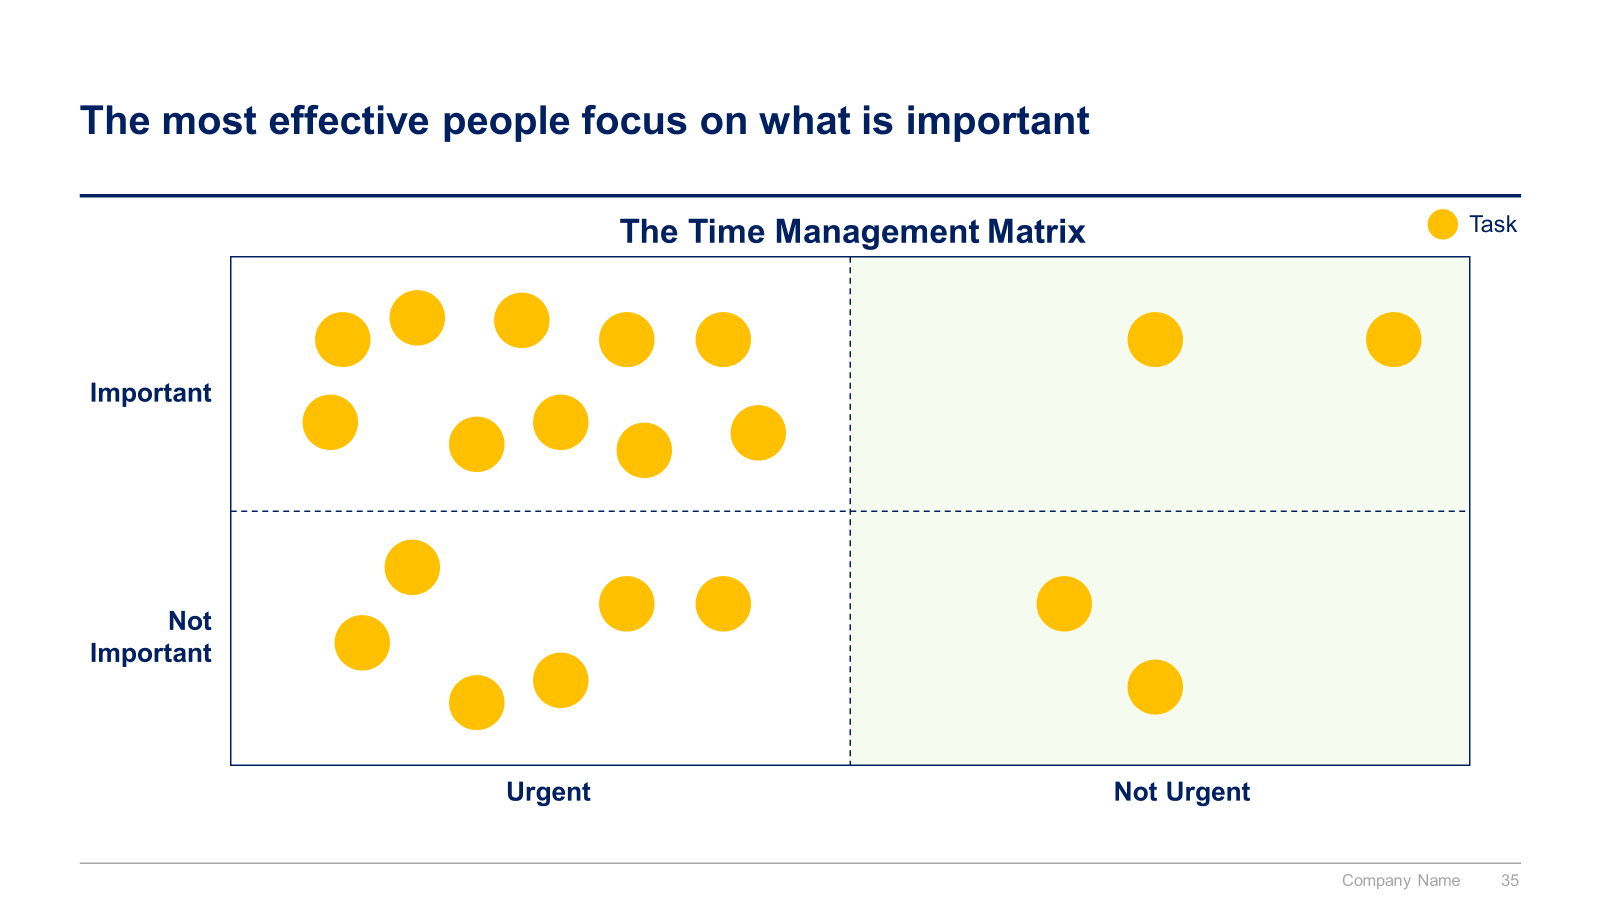 The most effective people focus on what is important
The Time Management Matrix
Task
Important
Not
Important
Urgent
Not Urgent
Company Name
35